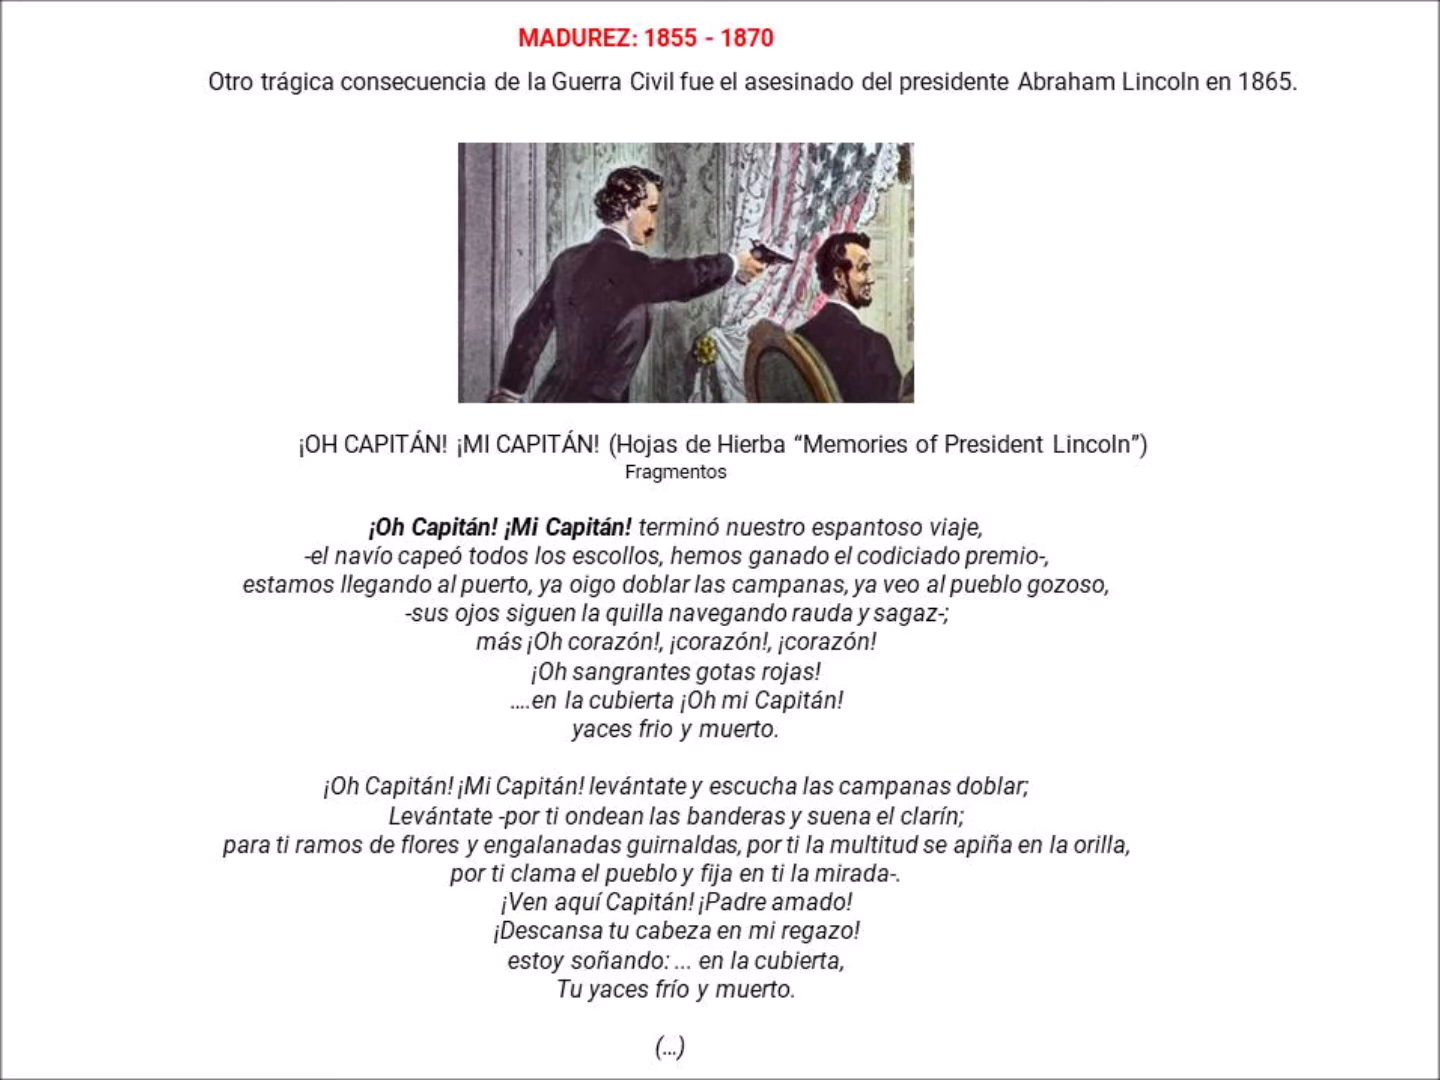 MADUREZ: 1855 - 1870
Otro trágica consecuencia de la Guerra Civil fue el asesinado del presidente Abraham Lincoln en 1865.
¡OH CAPITÁN! ¡MI CAPITÁN! (Hojas de Hierba “Memories of President Lincoln”)
Fragmentos
¡Oh Capitán! ¡Mi Capitán! terminó nuestro espantoso viaje,
-el navío capeó todos los escollos, hemos ganado el codiciado premio-,
estamos llegando al puerto, ya oigo doblar las campanas, ya veo al pueblo gozoso,
-sus ojos siguen la quilla navegando rauda y sagaz-;
más ¡Oh corazón!, ¡corazón!, ¡corazón!
¡Oh sangrantes gotas rojas!
....en la cubierta ¡Oh mi Capitán!
yaces frio y muerto.
¡Oh Capitán! ¡Mi Capitán! levántate y escucha las campanas doblar;
Levántate -por ti ondean las banderas y suena el clarín;
para ti ramos de flores y engalanadas guirnaldas, por ti la multitud se apiña en la orilla,
por ti clama el pueblo y fija en ti la mirada-.
¡Ven aquí Capitán! ¡Padre amado!
¡Descansa tu cabeza en mi regazo!
estoy soñando: ... en la cubierta,
Tu yaces frío y muerto.
(...)